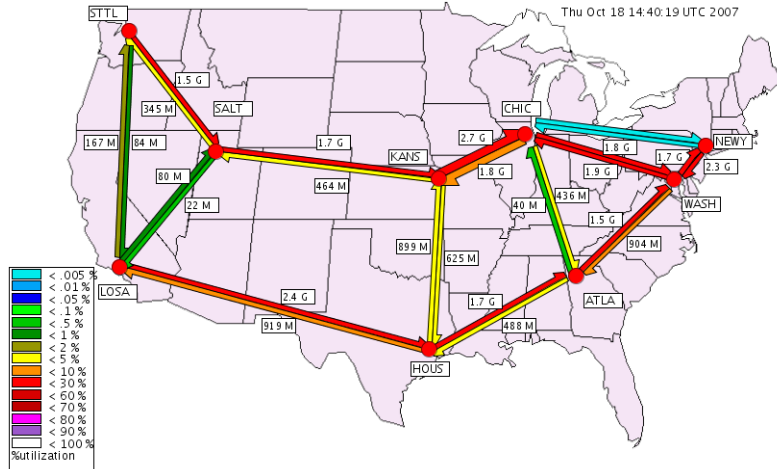 Thu Oct 18 14:40:19 UTC 2007
STTL
1.5 G
345 M
SALT
CHIC
167 M
84 M
1.7 G
KANS
2.7 G
1.8 G
1.8 G
1.7 G
NEWY
2.3 G
1.9 G
80 M
464 M
436 M
WASH
22 M
40 M
1.5 G
899 M
625 M
904 M
LOSA
2.4 G
1.7 G
ATLA
919 M
488 M
HOUS
< .005 %
< .01 %
< .05 %
< .1 %
< .5 %
< 1 %
< 2 %
< 5 %
< 10 %
< 30 %
< 60 %
< 70 %
< 80 %
< 90 %
< 100 %
%utilization